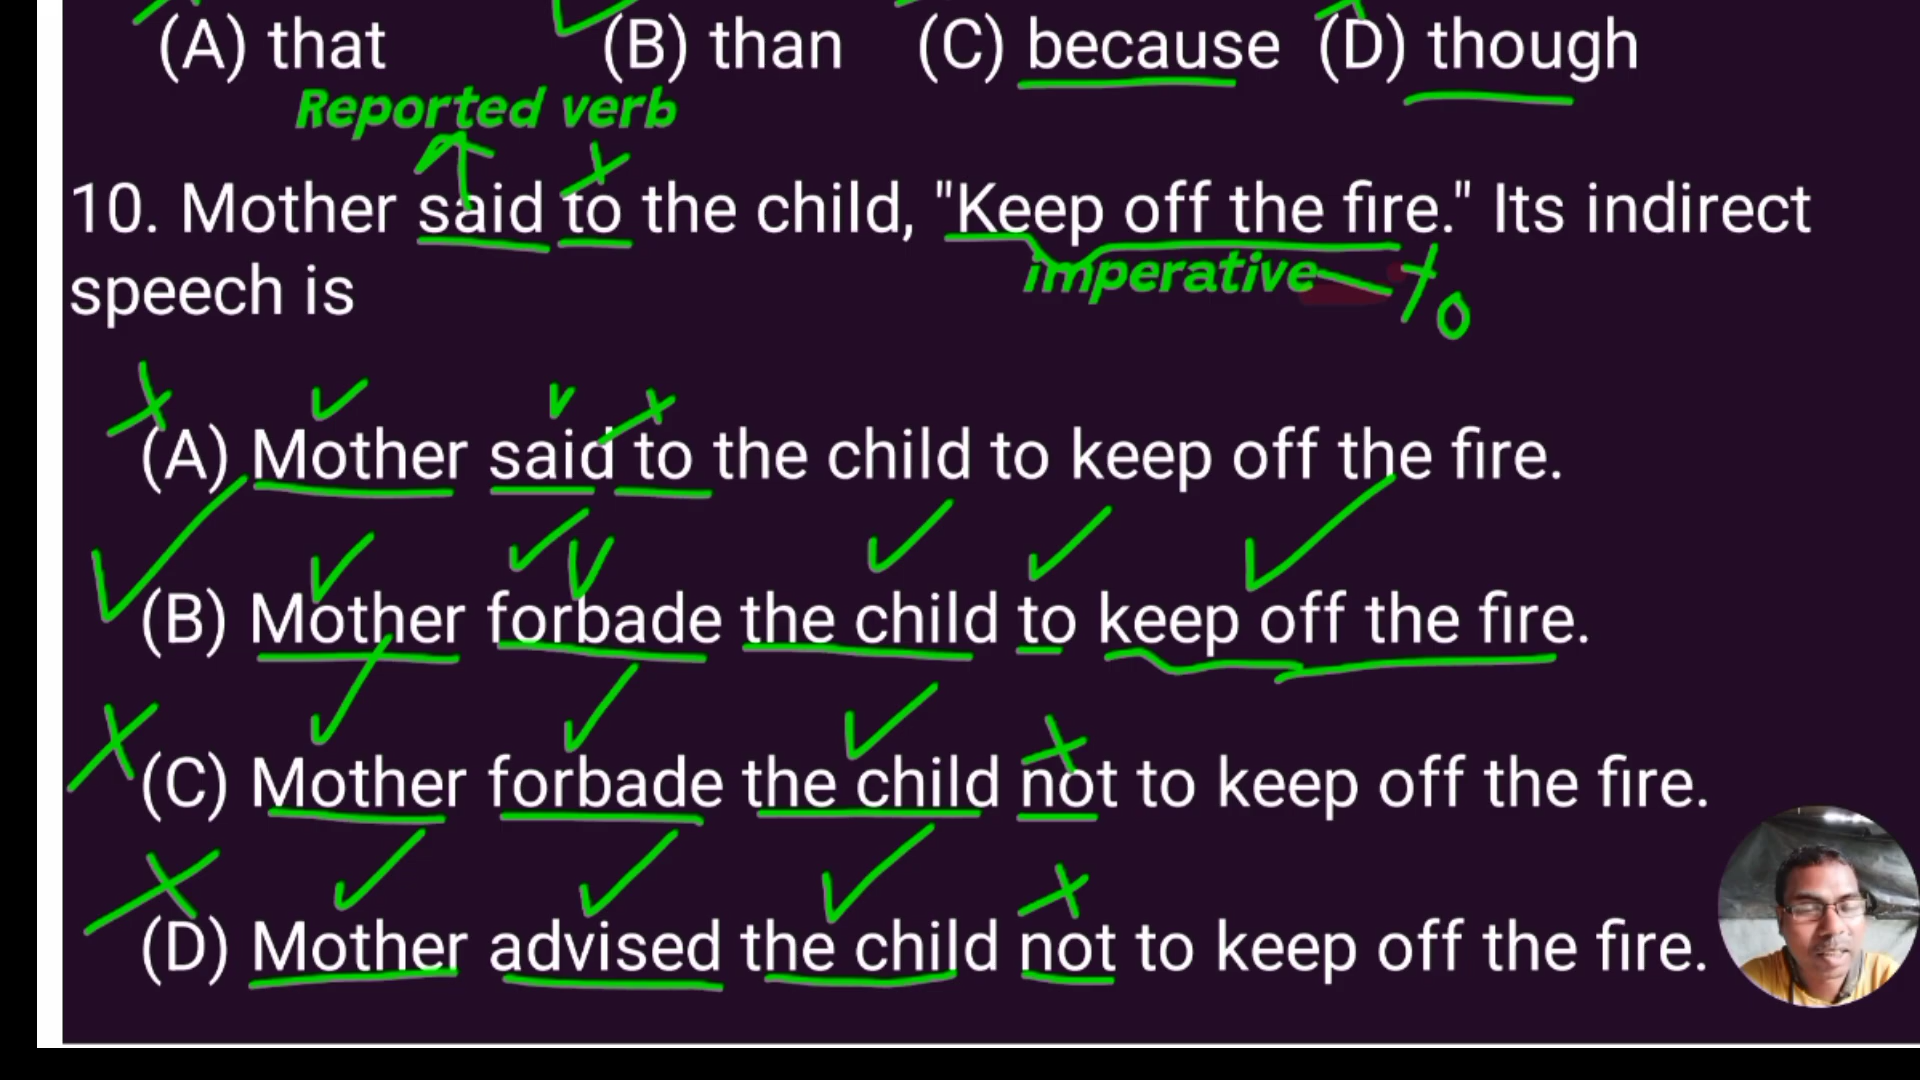 (A) that (B) than (C) because (D) though
Reported verb
10. Mother said to the child, "Keep off the fire." Its indirect
imperative to
speech is
(A) Mother said to the child to keep off the fire.
(B) Mother forbade the child to keep off the fire.
(C) Mother forbade the child not to keep off the fire.
(D) Mother advised the child not to keep off the fire.